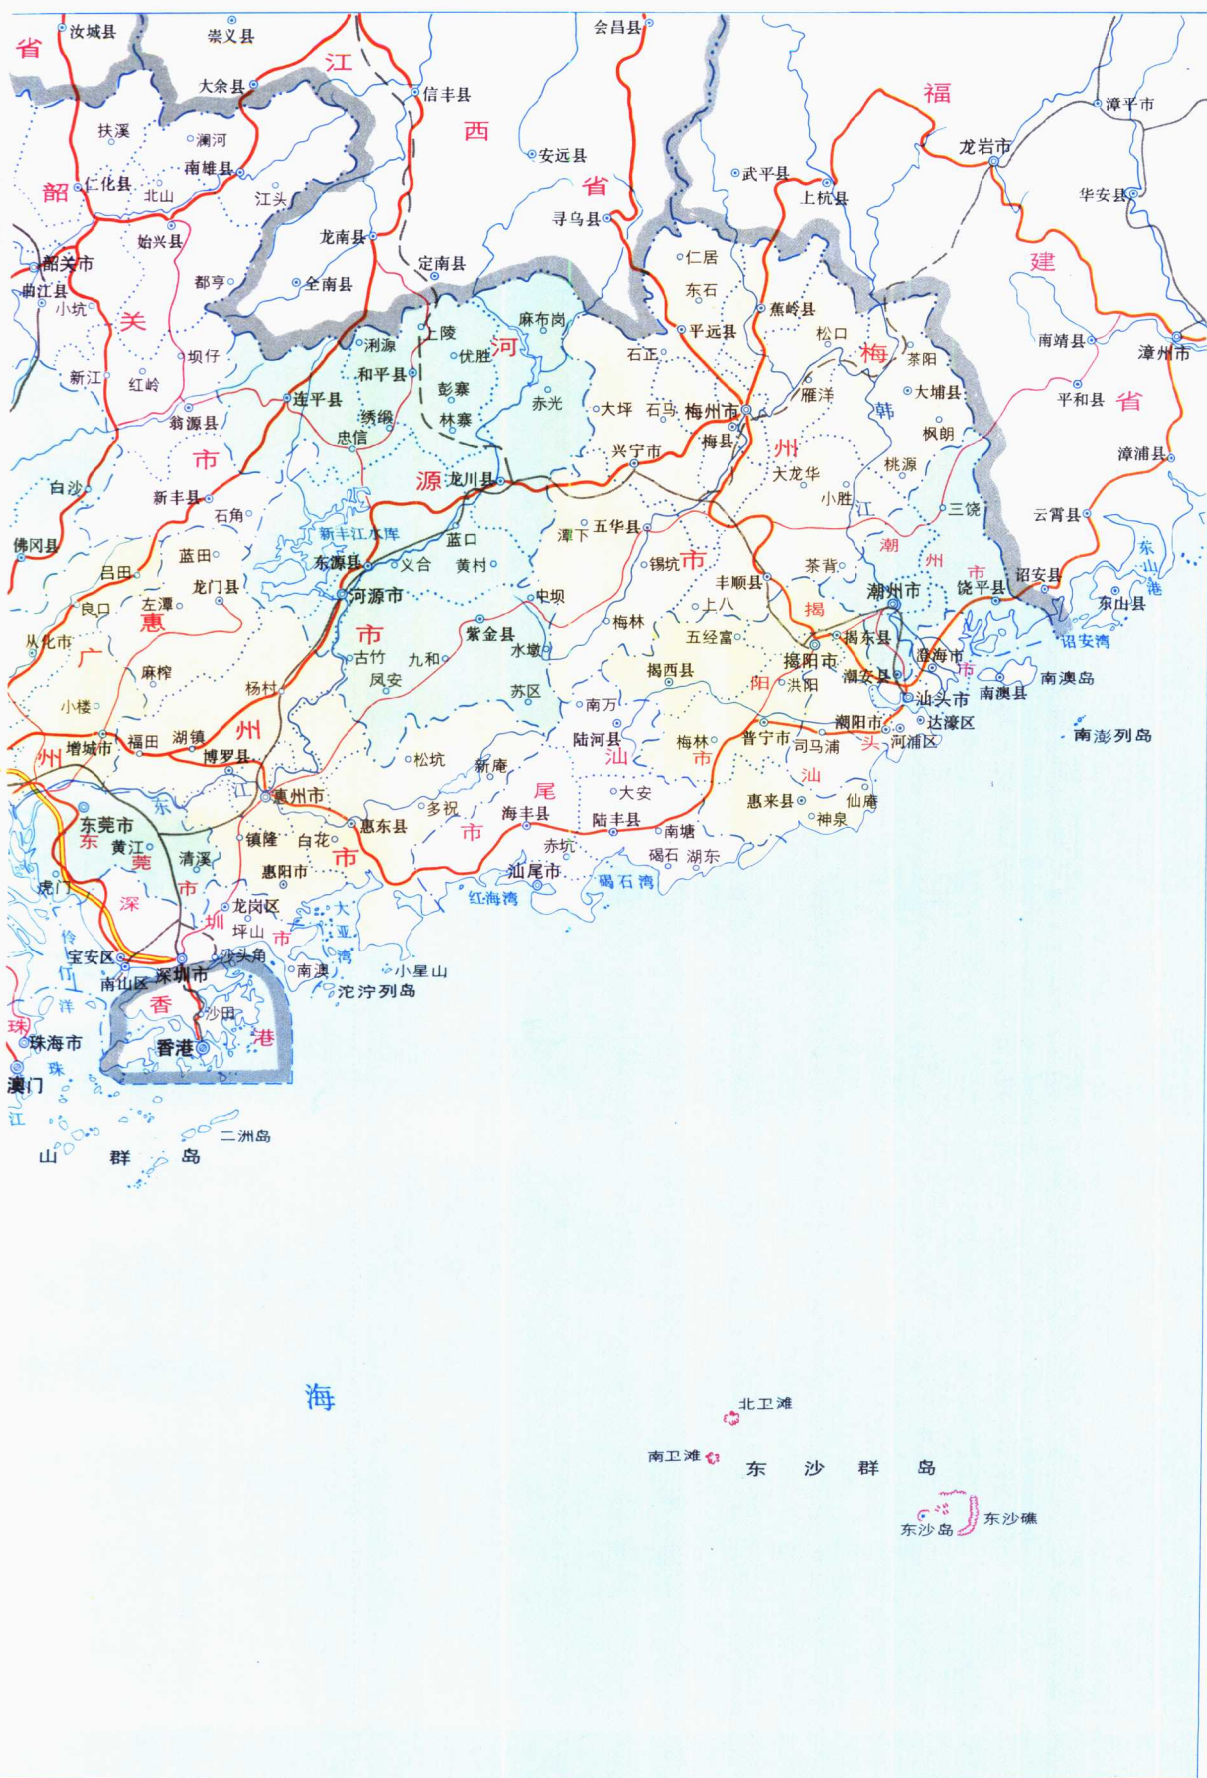 汝城县
崇义县
会昌县
省
江
大余县
信丰县
福
漳平市
扶溪
澜河
西
安远县
龙岩市
南雄县
武平县
韶
仁化县
北山
江头
省
上杭县
华安县
寻乌县
始兴县
龙南县
仁居
建
韶关市
定南县
曲江县
都亨
全南县
东石
小坑
关
麻布岗
蕉岭县
上陵
平远县
松口
浰源
优胜
河
石正
梅
茶阳
南靖县
漳州市
坝仔
和平县
新江
红岭
彭寨
赤光
雁洋
大埔县
平和县
省
连平县
大坪
石马
梅州市
韩
翁源县
绣缎
林寨
梅县
枫朗
忠信
兴宁市
州
市
源
龙川县
大龙华
桃源
漳浦县
白沙
新丰县
小胜
石角
江
三饶
云霄县
新丰江水库
潭下
五华县
佛冈县
蓝田
蓝口
市
潮
东山港
东源县
义合
黄村
锡坑
茶背
州
吕田
丰顺县
市
诏安县
龙门县
河源市
潮州市
饶平县
东山县
良口
左潭
中坝
上八
惠
揭
紫金县
梅林
从化市
市
五经富
揭东县
诏安湾
广
古竹
九和
水墩
揭阳市
澄海市
麻榨
揭西县
市
潮安县
南澳岛
凤安
阳
洪阳
杨村
苏区
南澳县
小楼
南万
汕头市
州
潮阳市
达濠区
增城市
福田
湖镇
陆河县
普宁市
南澎列岛
州
梅林
司马浦
头
河浦区
博罗县
松坑
汕
市
新庵
汕
东
江
惠州市
尾
大安
惠来县
仙庵
多祝
神泉
东莞市
惠东县
海丰县
陆丰县
南塘
东
镇隆
白花
市
黄江
莞
清溪
市
赤坑
碣石
湖东
惠阳市
汕尾市
虎门
市
碣石湾
深
红海湾
龙岗区
大亚湾
圳
坪山
伶仃洋
市
宝安区
沙头角
南山区
深圳市
南澳
小星山
沱泞列岛
香
沙田
珠
港
珠海市
香港
珠
澳门
江
二洲岛
山群岛
海
北卫滩
南卫滩
东沙群岛
东沙礁
东沙岛